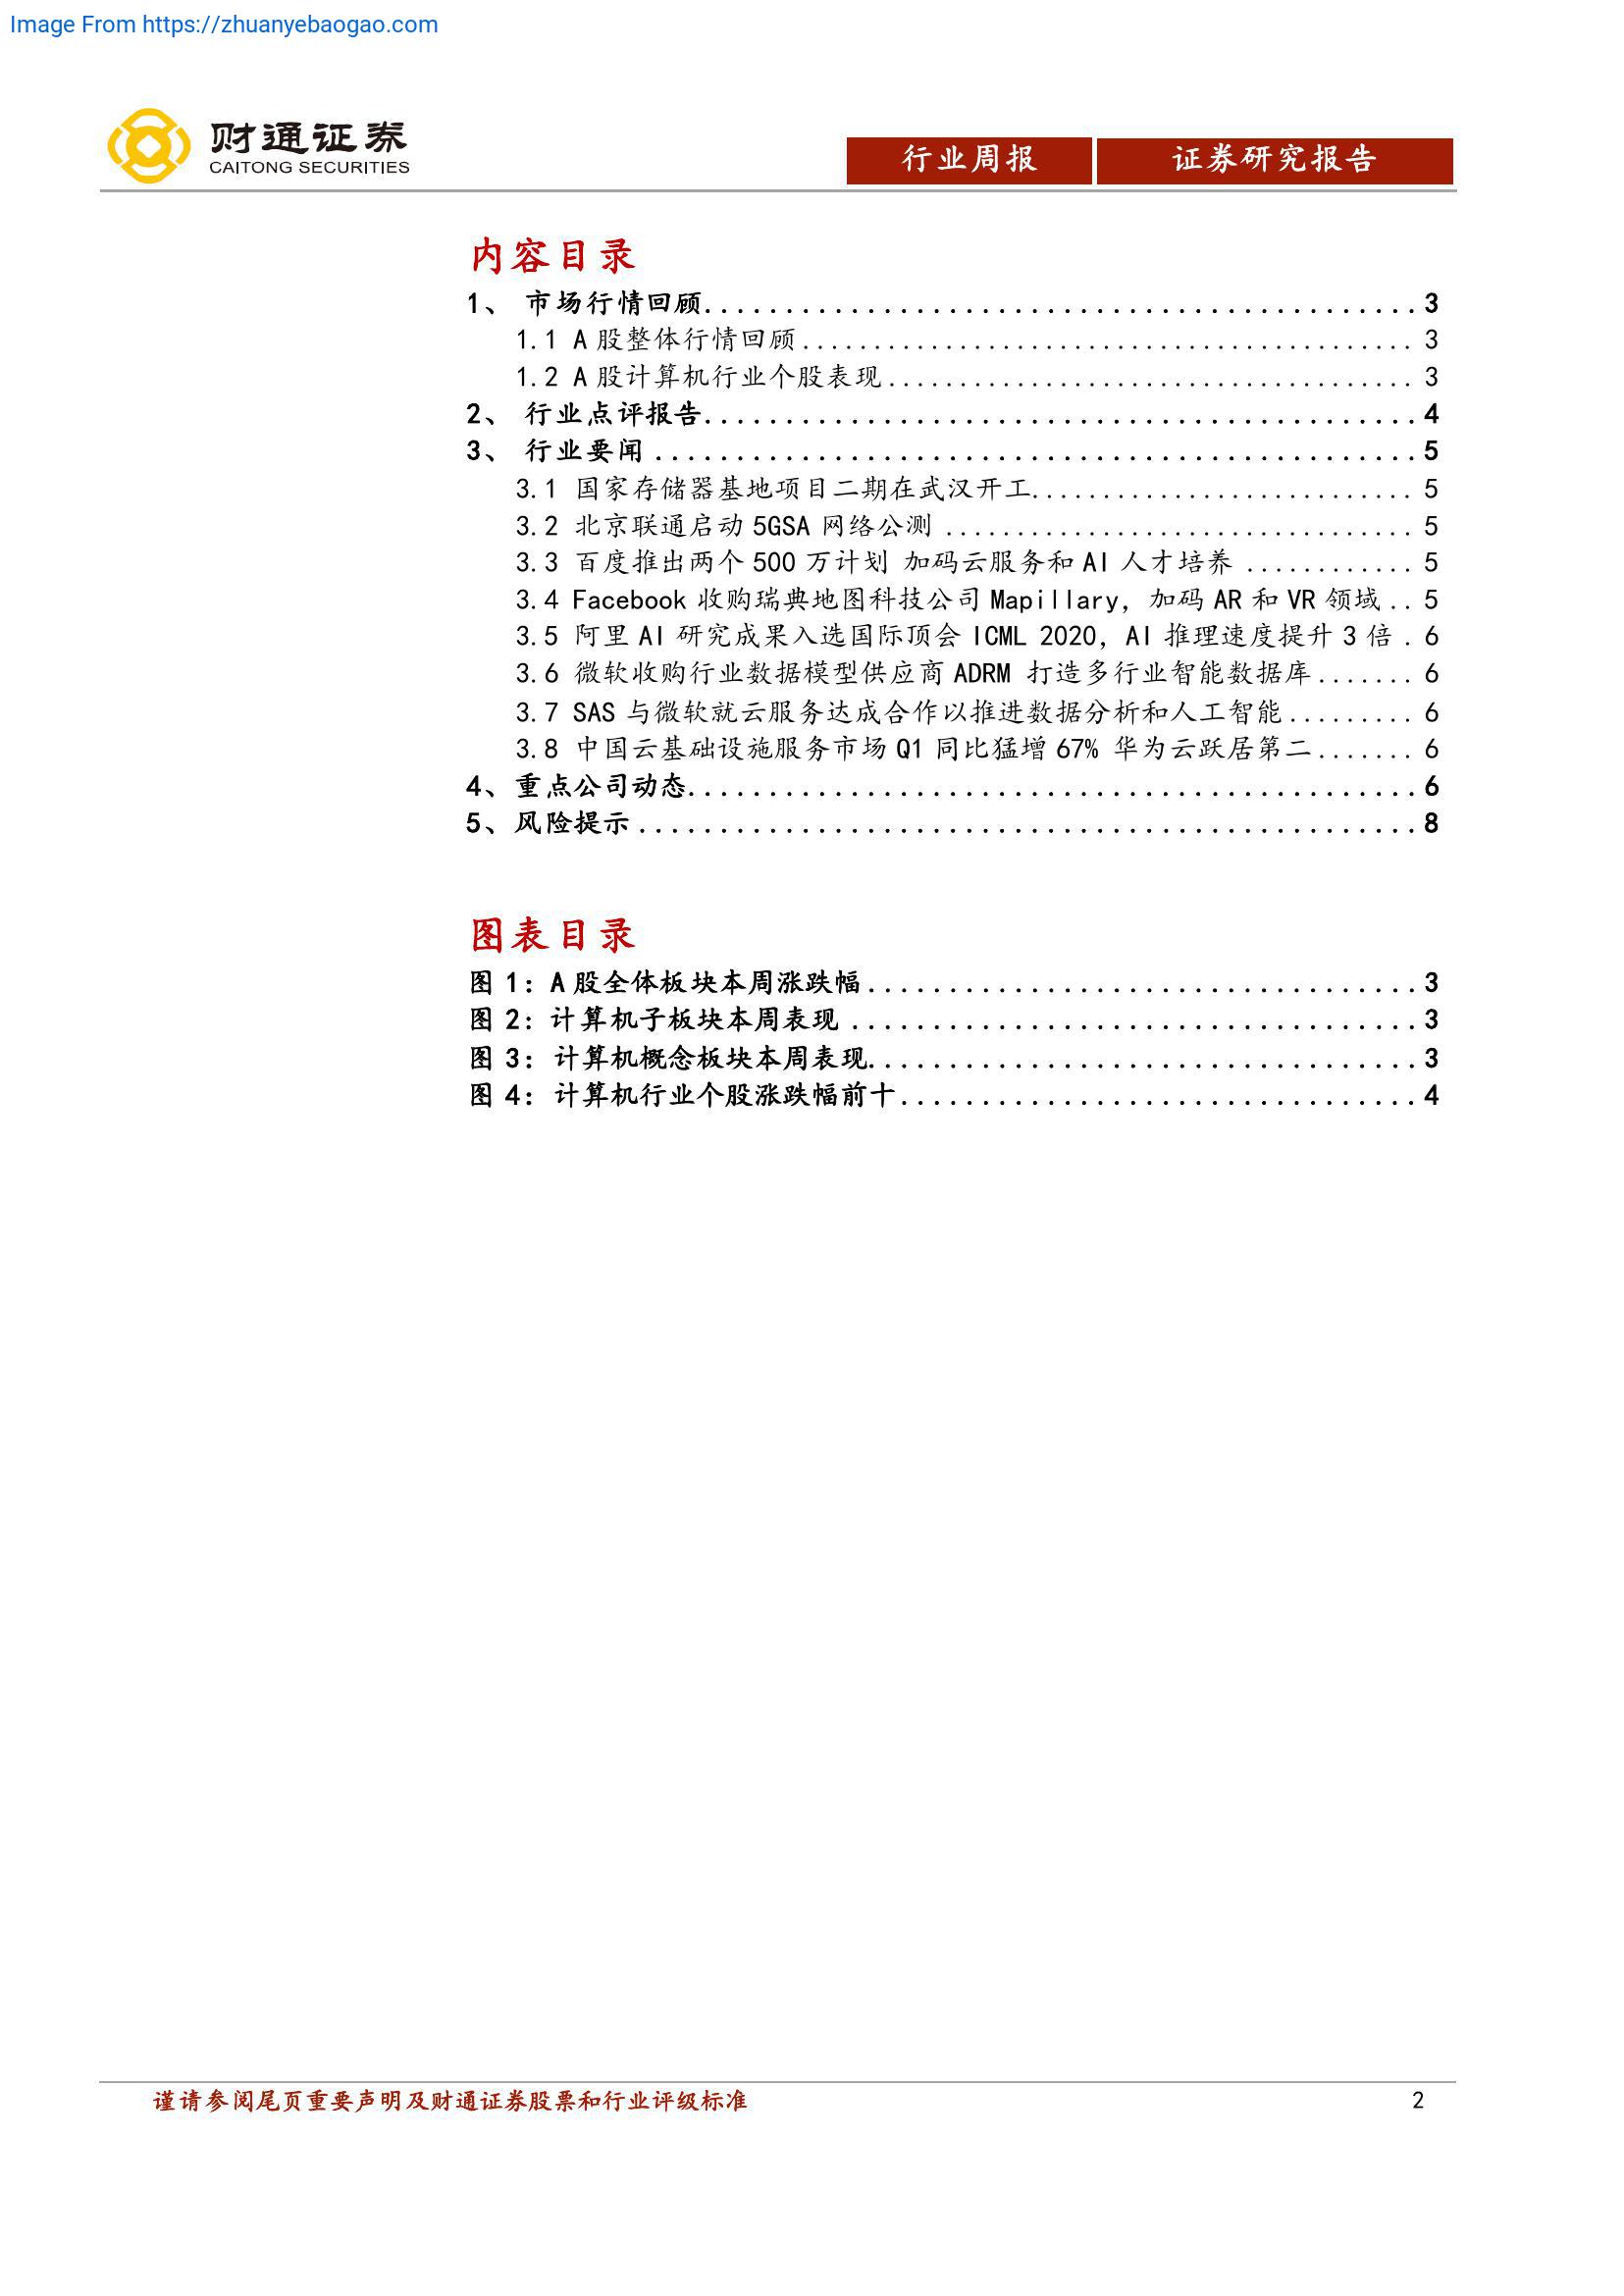 Image From https://zhuanyebaogao.com
财通证券
CAITONG SECURITIES
行业周报 证券研究报告
内容目录
1、 市场行情回顾............................................3
1.1 A 股整体行情回顾........................................... 3
1.2 A 股计算机行业个股表现..................................... 3
2、 行业点评报告............................................4
3、 行业要闻...............................................5
3.1 国家存储器基地项目二期在武汉开工........................... 5
3.2 北京联通启动 5GSA 网络公测 ................................. 5
3.3 百度推出两个 500 万计划 加码云服务和 AI 人才培养 ............ 5
3.4 Facebook 收购瑞典地图科技公司 Mapillary，加码 AR 和 VR 领域 .. 5
3.5 阿里 AI 研究成果入选国际顶会 ICML 2020，AI 推理速度提升 3 倍 . 6
3.6 微软收购行业数据模型供应商 ADRM 打造多行业智能数据库....... 6
3.7 SAS 与微软就云服务达成合作以推进数据分析和人工智能......... 6
3.8 中国云基础设施服务市场 Q1 同比猛增 67% 华为云跃居第二....... 6
4、重点公司动态.............................................6
5、风险提示................................................8
图表目录
图 1：A 股全体板块本周涨跌幅..................................3
图 2：计算机子板块本周表现...................................3
图 3：计算机概念板块本周表现..................................3
图 4：计算机行业个股涨跌幅前十................................4
谨请参阅尾页重要声明及财通证券股票和行业评级标准 2